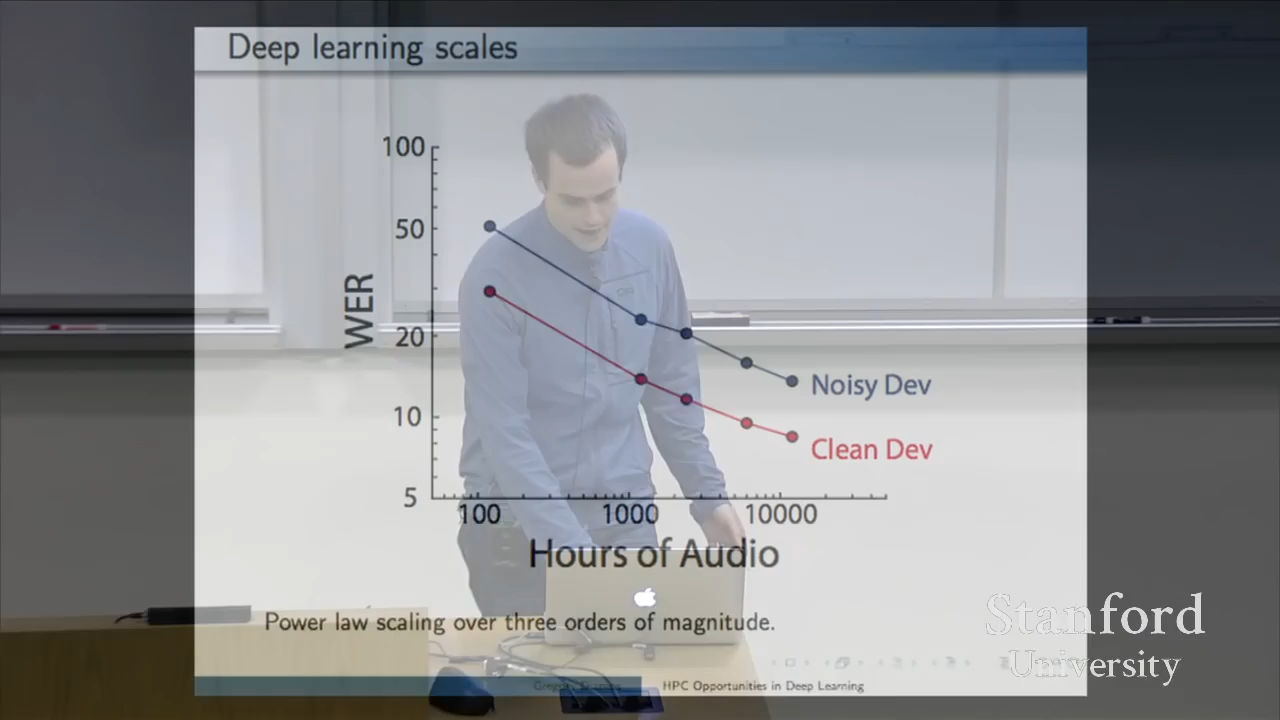 Deep learning scales
100
50
20
10
5
WER
Noisy Dev
Clean Dev
100 1000 10000
Hours of Audio
Power law scaling over three orders of magnitude.
Stanford
University
HPC Opportunities in Deep Learning